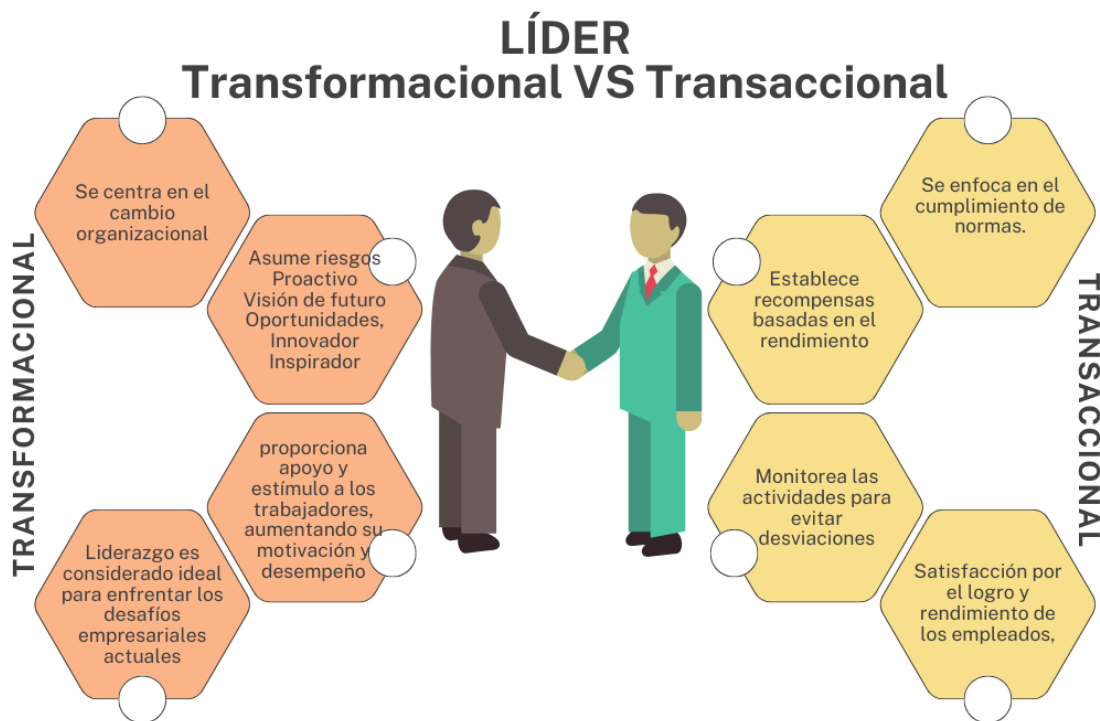 LÍDER
Transformacional VS Transaccional
TRANSFORMACIONAL
Se centra en el
cambio
organizacional
Asume riesgos
Proactivo
Visión de futuro
Oportunidades,
Innovador
Inspirador
proporciona
apoyo y
estímulo a los
trabajadores,
aumentando su
motivación y
desempeño
Liderazgo es
considerado ideal
para enfrentar los
desafíos
empresariales
actuales
Se enfoca en el
cumplimiento de
normas.
Establece
recompensas
basadas en el
rendimiento
Monitorea las
actividades para
evitar
desviaciones
Satisfacción por
el logro y
rendimiento de
los empleados,
TRANSACCIONAL